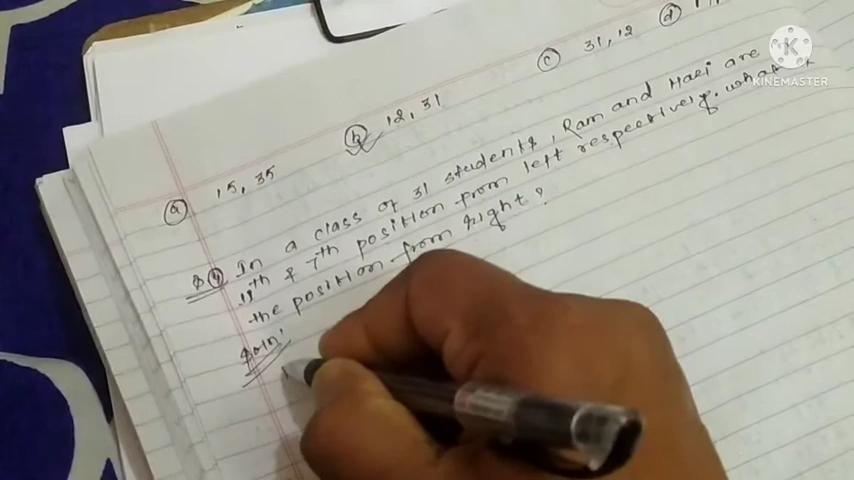 ⓐ 15, 35 ⓑ 12, 31 ⓒ 31, 12 ⓓ
Q④ In a class of 31 students, Ram and Hari are
11th & 7th position from left respectively. what
the position from right?
Soln:
KINEMASTER